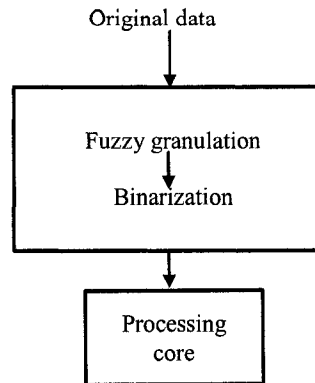 Original data
Fuzzy granulation
Binarization
Processing
core